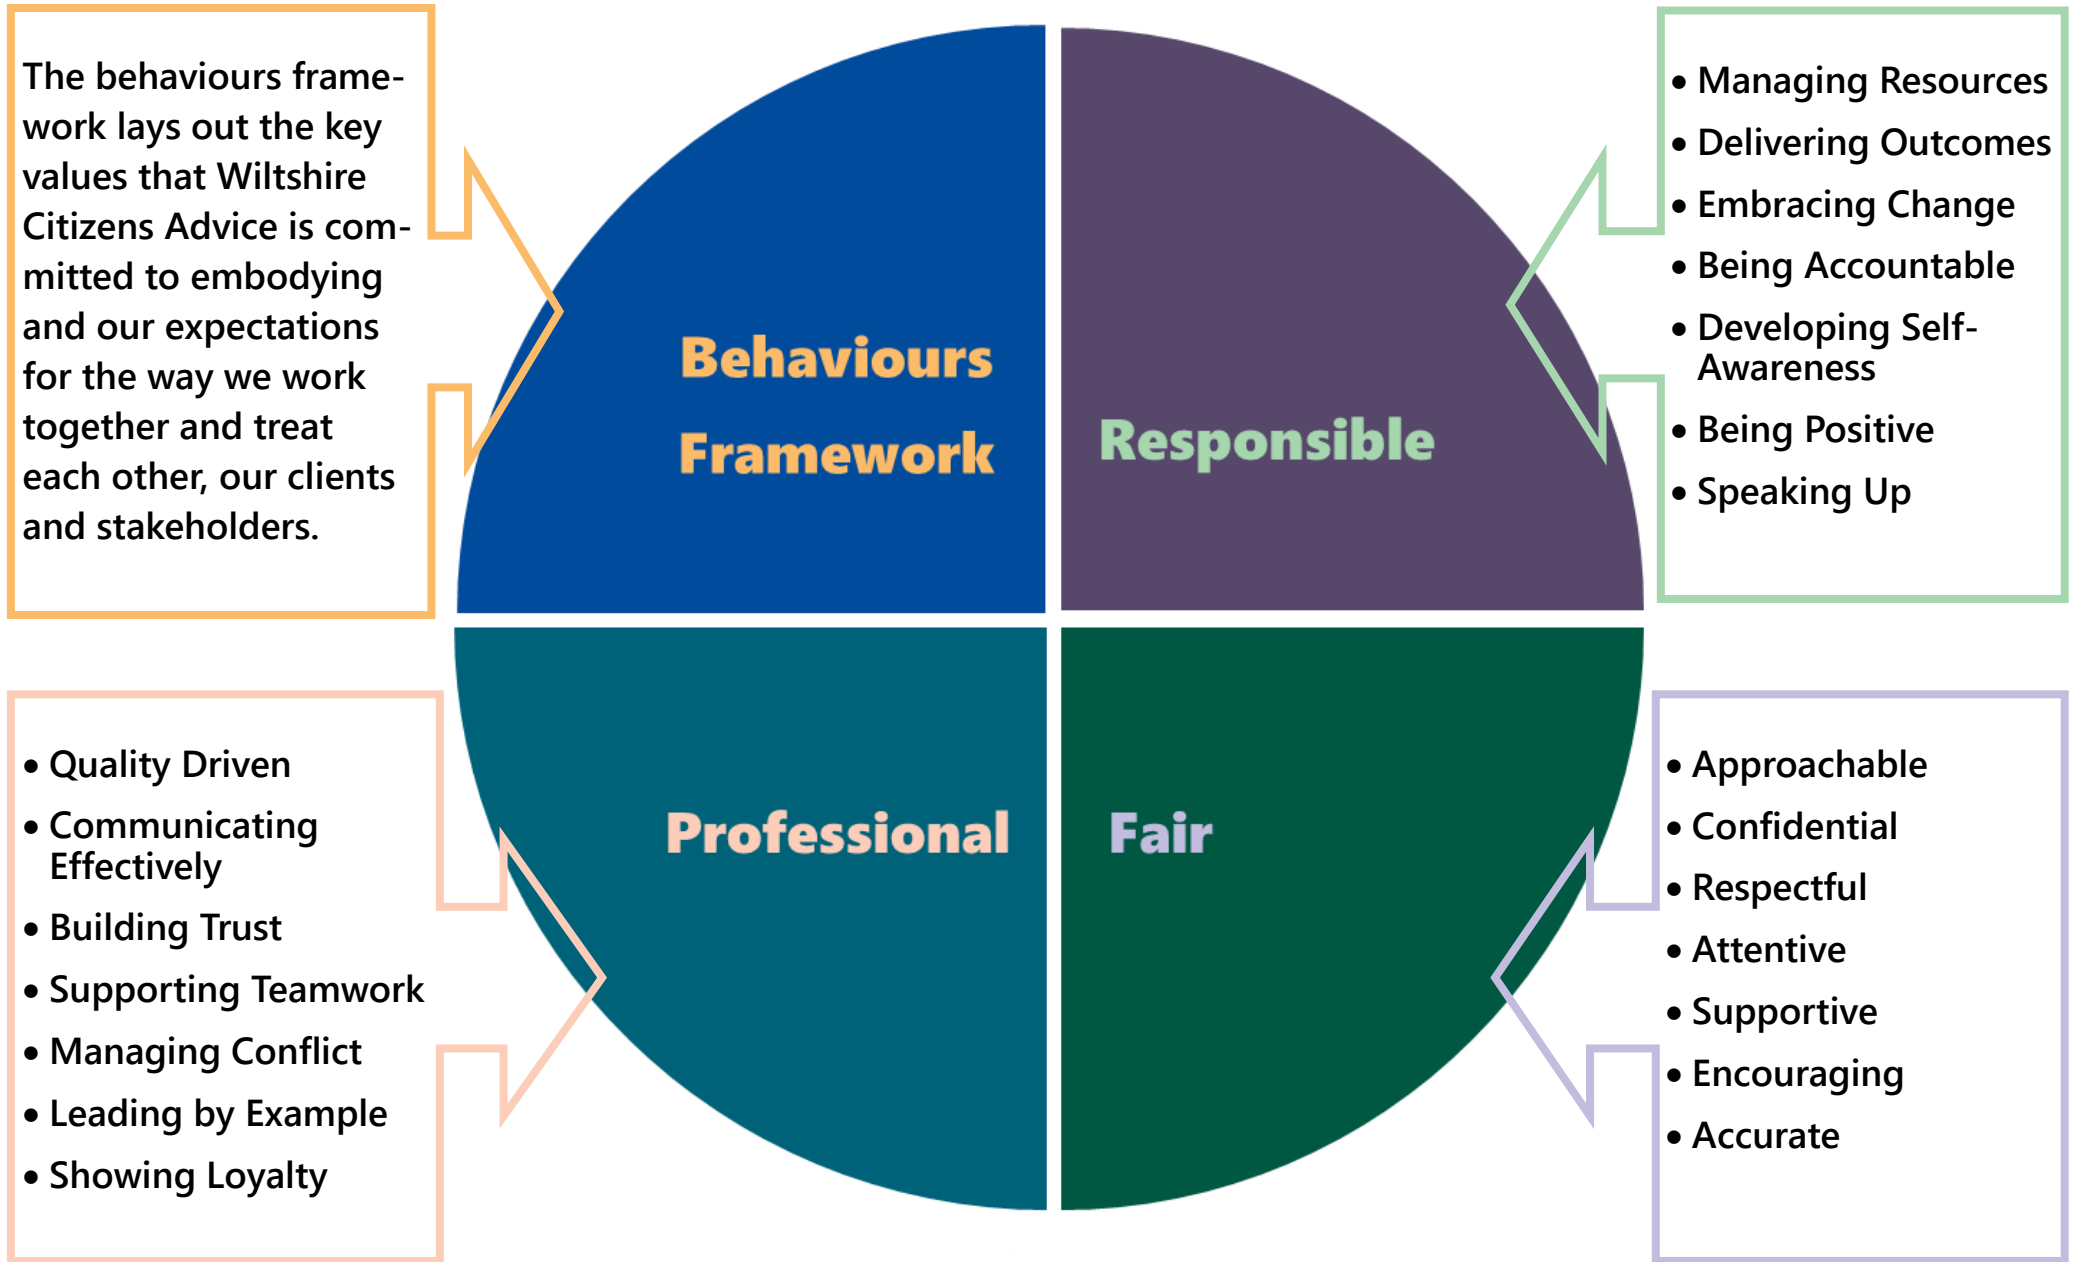 The behaviours frame-
work lays out the key
values that Wiltshire
Citizens Advice is com-
mitted to embodying
and our expectations
for the way we work
together and treat
each other, our clients
and stakeholders.
Behaviours
Framework
Responsible
• Managing Resources
• Delivering Outcomes
• Embracing Change
• Being Accountable
• Developing Self-
Awareness
• Being Positive
• Speaking Up
• Quality Driven
• Communicating
Effectively
• Building Trust
• Supporting Teamwork
• Managing Conflict
• Leading by Example
• Showing Loyalty
Professional
Fair
• Approachable
• Confidential
• Respectful
• Attentive
• Supportive
• Encouraging
• Accurate